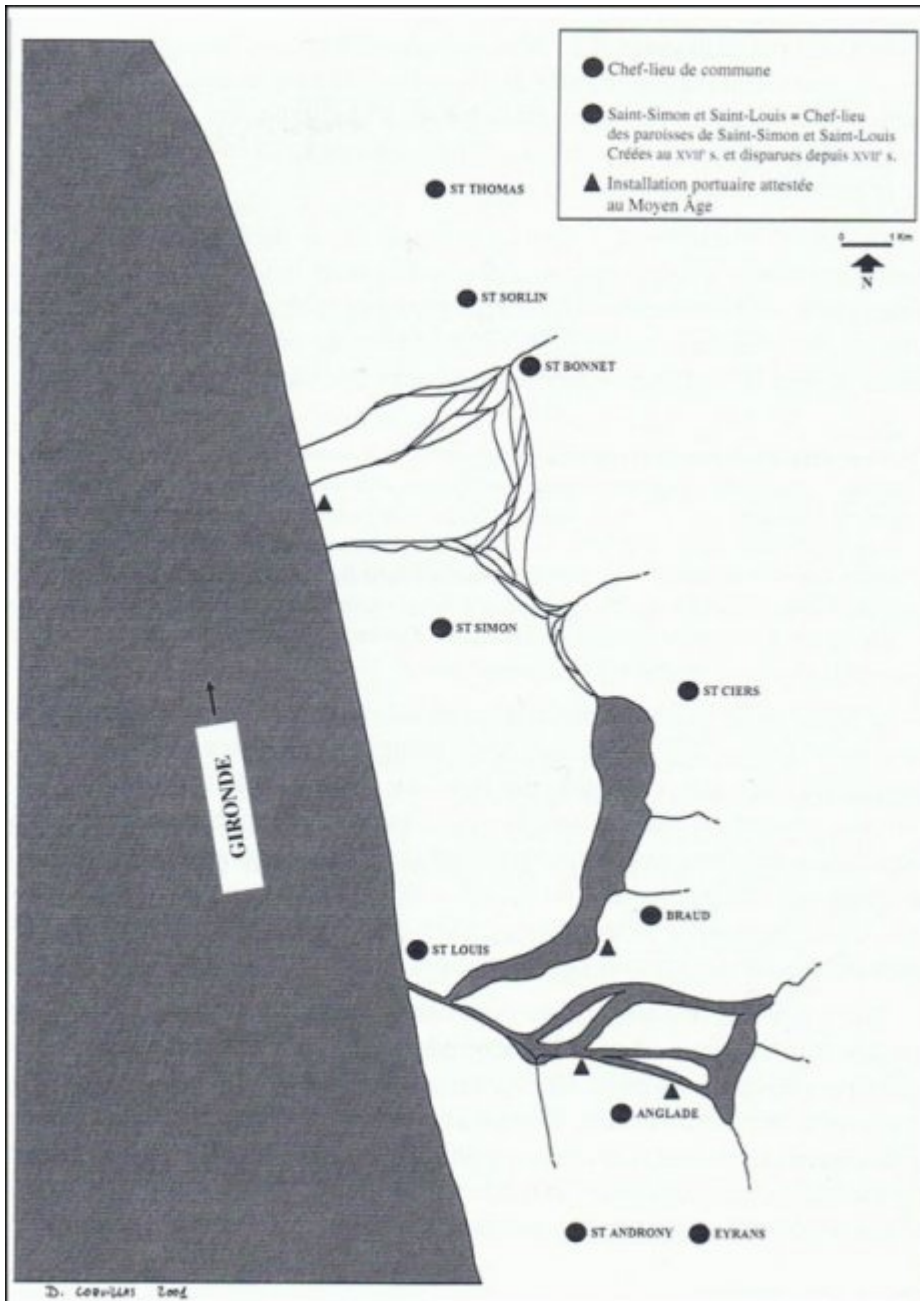 Chef-lieu de commune
Saint-Simon et Saint-Louis = Chef-lieu
des paroisses de Saint-Simon et Saint-Louis
Créées au XVIIᵉ s. et disparues depuis XVIIᵉ s.
Installation portuaire attestée
au Moyen Âge
0 1 Km
N
ST THOMAS
ST SORLIN
ST BONNET
ST SIMON
ST CIERS
GIRONDE
BRAUD
ST LOUIS
ANGLADE
ST ANDRONY
EYRANS
D. 2001